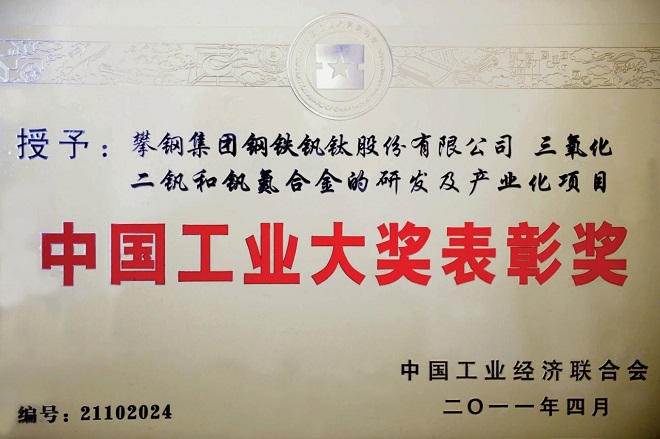 授予：攀钢集团钢铁钒钛股份有限公司 三氧化
二钒和钒氮合金的研发及产业化项目
中国工业大奖表彰奖
中国工业经济联合会
编号：21102024
二〇一一年四月